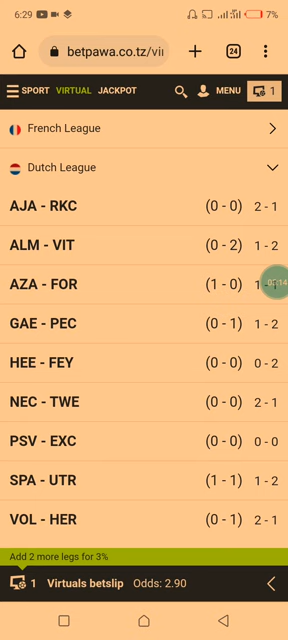 6:29
7%
betpawa.co.tz/vi
24
SPORT VIRTUAL JACKPOT MENU 1
French League
Dutch League
AJA - RKC (0 - 0) 2 - 1
ALM - VIT (0 - 2) 1 - 2
AZA - FOR (1 - 0) 1 - 1
GAE - PEC (0 - 1) 1 - 2
HEE - FEY (0 - 0) 0 - 2
NEC - TWE (0 - 0) 2 - 1
PSV - EXC (0 - 0) 0 - 0
SPA - UTR (1 - 1) 1 - 2
VOL - HER (0 - 1) 2 - 1
Add 2 more legs for 3%
1 Virtuals betslip Odds: 2.90